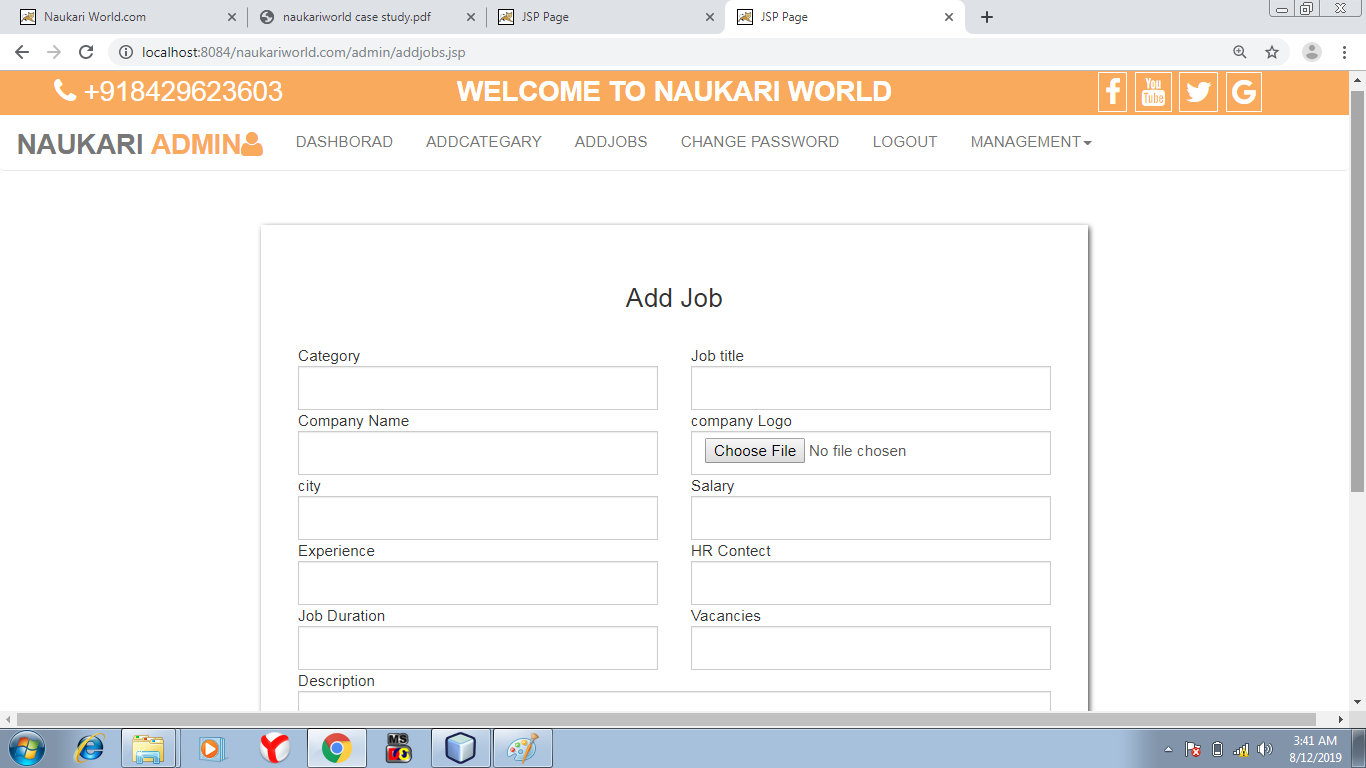 Naukari World.com
naukariworld case study.pdf
JSP Page
JSP Page
localhost:8084/naukariworld.com/admin/addjobs.jsp
+918429623603
WELCOME TO NAUKARI WORLD
f
You Tube
G
NAUKARI ADMIN
DASHBORAD
ADDCATEGARY
ADDJOBS
CHANGE PASSWORD
LOGOUT
MANAGEMENT
Add Job
Category
Job title
Company Name
company Logo
Choose File No file chosen
city
Salary
Experience
HR Contect
Job Duration
Vacancies
Description
MS
3:41 AM
8/12/2019